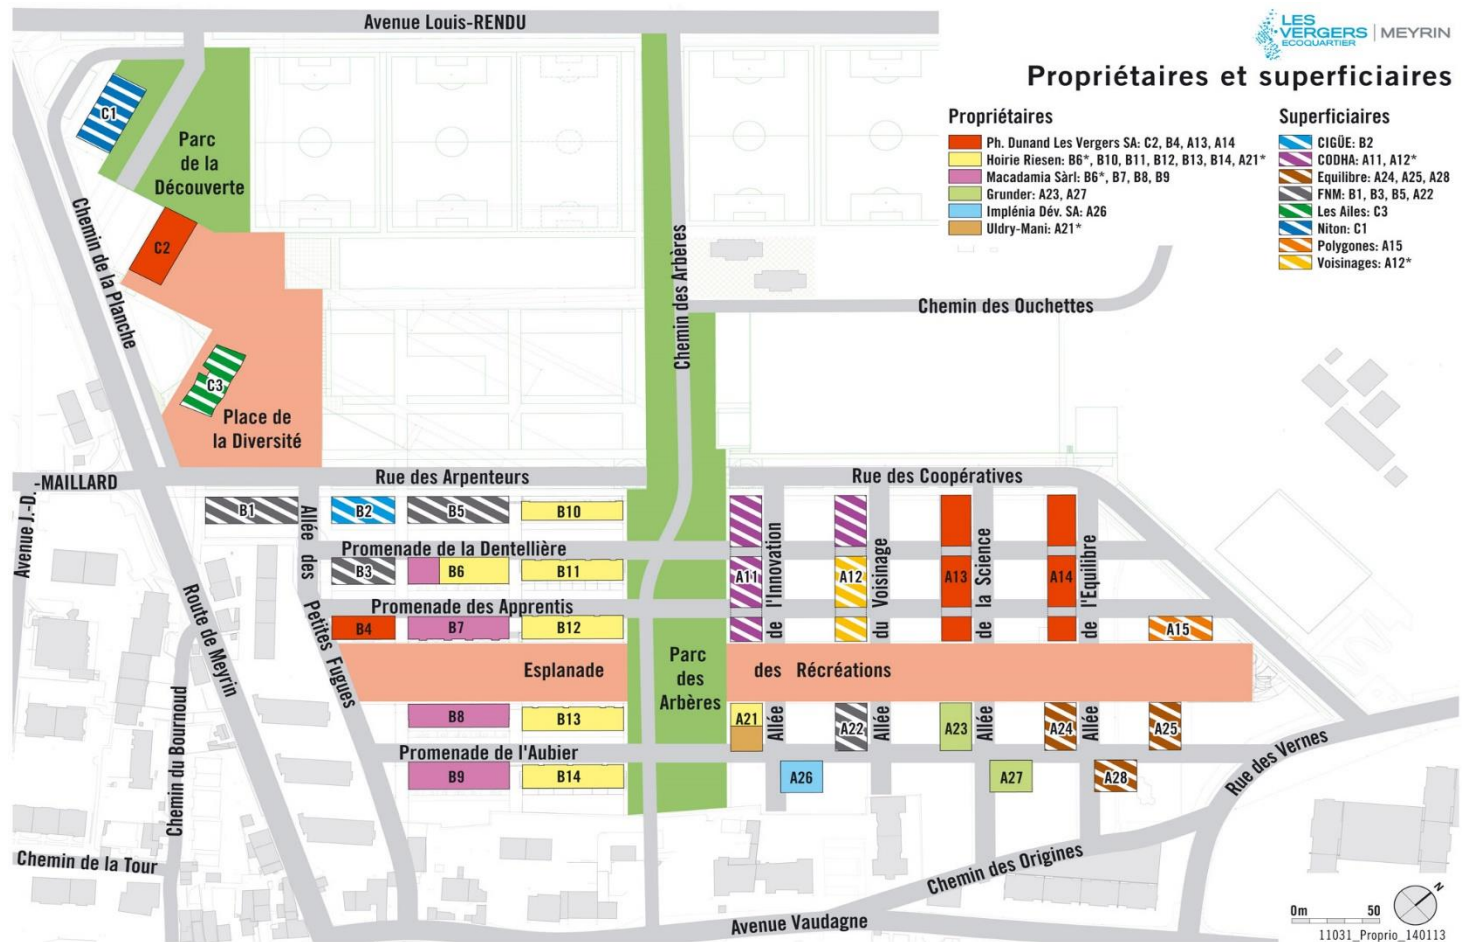 Avenue Louis-RENDU
LES
VERGERS
ECOQUARTIER
MEYRIN
Propriétaires et superficiaires
Propriétaires
Ph. Dunand Les Vergers SA: C2, B4, A13, A14
Hoirie Riesen: B6*, B10, B11, B12, B13, B14, A21*
Macadamia Sàrl: B6*, B7, B8, B9
Grunder: A23, A27
Implénia Dév. SA: A26
Uldry-Mani: A21*
Superficiaires
CIGÜE: B2
CODHA: A11, A12*
Equilibre: A24, A25, A28
FNM: B1, B3, B5, A22
Les Ailes: C3
Niton: C1
Polygones: A15
Voisinages: A12*
C1
Parc
de la
Découverte
C2
Chemin de la Planche
Chemin des Arbères
Chemin des Ouchettes
C3
Place de
la Diversité
Avenue J.-D.
-MAILLARD
Rue des Arpenteurs
Rue des Coopératives
B1
B2
B5
B10
Allée des Petites Fugues
Promenade de la Dentellière
B3
B6
B11
A11
A12
A13
A14
Promenade des Apprentis
B4
B7
B12
A15
Esplanade
Parc
des
Arbères
des Récréations
Allée de l'Innovation
Allée du Voisinage
Allée de la Science
Allée de l'Equilibre
B8
B13
A21
A22
A23
A24
A25
Promenade de l'Aubier
B9
B14
A26
A27
A28
Route de Meyrin
Chemin du Bournoud
Chemin de la Tour
Rue des Vernes
Chemin des Origines
Avenue Vaudagne
0m 50
N
11031_Proprio_140113